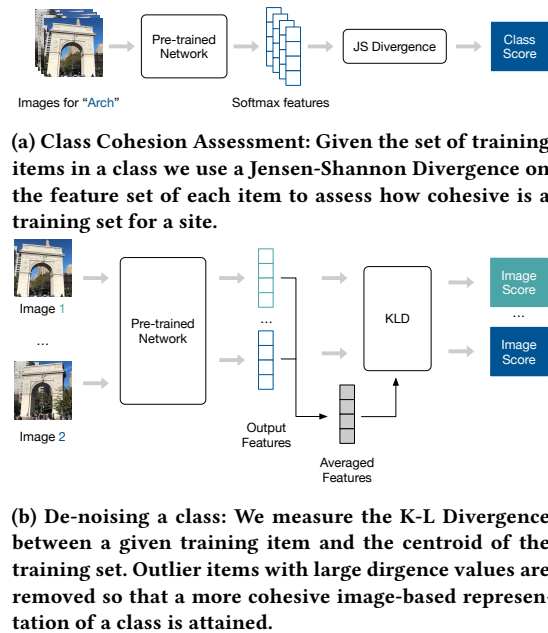 Images for “Arch”
Pre-trained
Network
Softmax features
JS Divergence
Class
Score
(a) Class Cohesion Assessment: Given the set of training
items in a class we use a Jensen-Shannon Divergence on
the feature set of each item to assess how cohesive is a
training set for a site.
Image 1
...
Image 2
Pre-trained
Network
...
Output
Features
Averaged
Features
KLD
Image
Score
...
Image
Score
(b) De-noising a class: We measure the K-L Divergence
between a given training item and the centroid of the
training set. Outlier items with large dirgence values are
removed so that a more cohesive image-based represen-
tation of a class is attained.